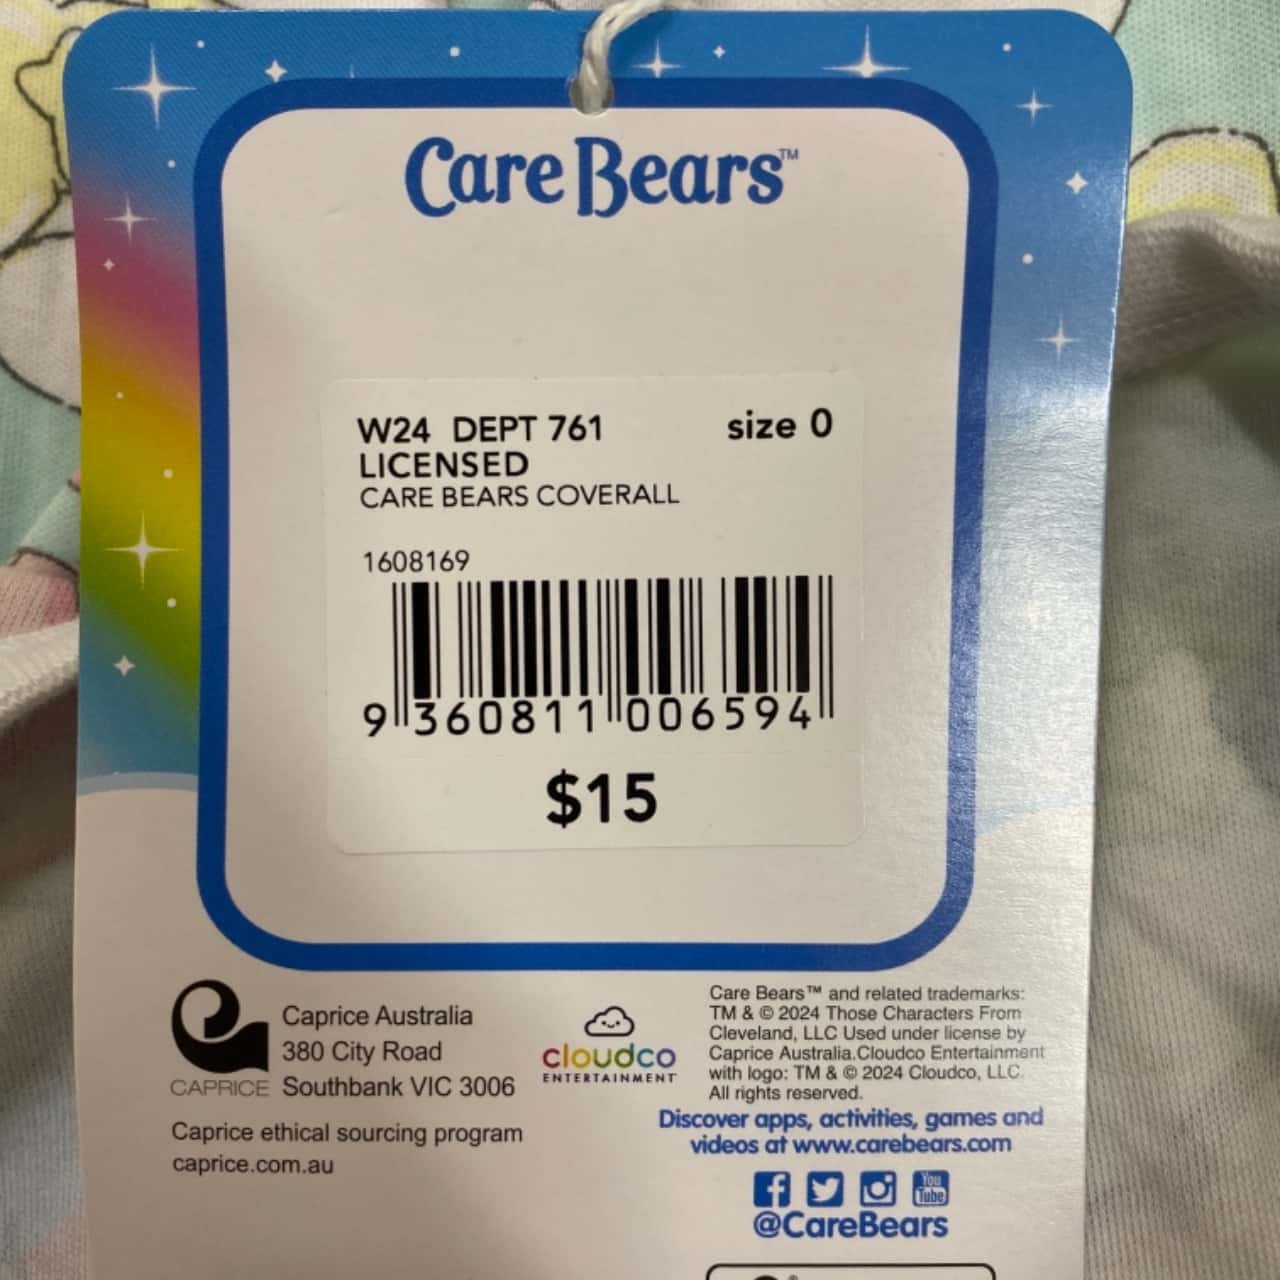 Care Bears™
W24 DEPT 761 size 0
LICENSED
CARE BEARS COVERALL
1608169
9 360811 006594
$15
CAPRICE
Caprice Australia
380 City Road
Southbank VIC 3006
Caprice ethical sourcing program
caprice.com.au
cloudco
ENTERTAINMENT
Care Bears™ and related trademarks:
TM & © 2024 Those Characters From
Cleveland, LLC Used under license by
Caprice Australia.Cloudco Entertainment
with logo: TM & © 2024 Cloudco, LLC.
All rights reserved.
Discover apps, activities, games and
videos at www.carebears.com
You
Tube
@CareBears